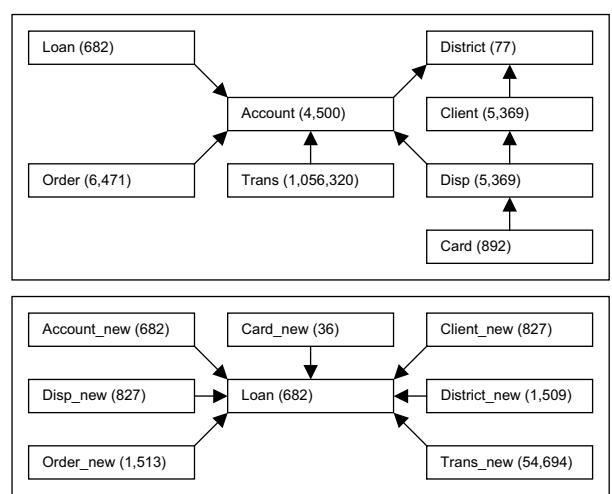 Loan (682)
District (77)
Account (4,500)
Client (5,369)
Order (6,471)
Trans (1,056,320)
Disp (5,369)
Card (892)
Account_new (682)
Card_new (36)
Client_new (827)
Disp_new (827)
Loan (682)
District_new (1,509)
Order_new (1,513)
Trans_new (54,694)